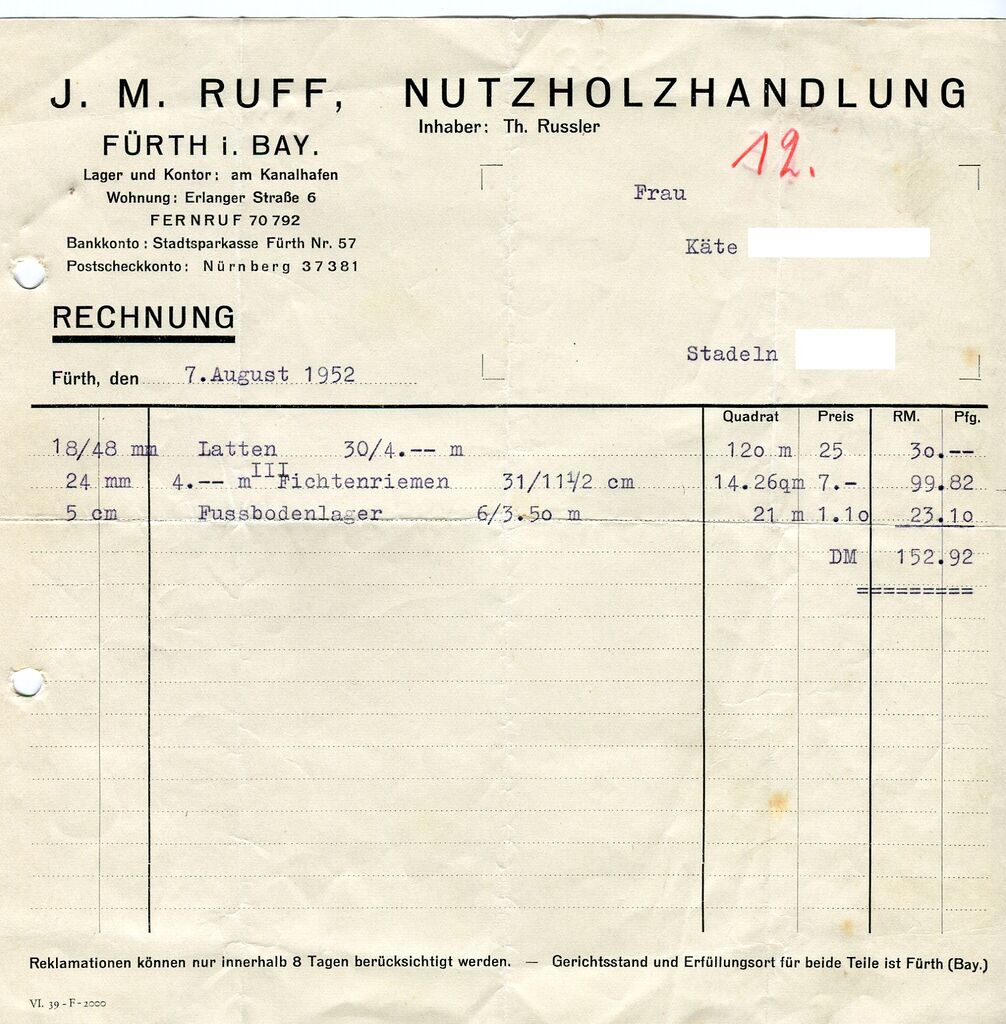 J. M. RUFF, NUTZHOLZHANDLUNG
Inhaber: Th. Russler
FÜRTH i. BAY.
12.
Lager und Kontor: am Kanalhafen
Wohnung: Erlanger Straße 6
FERNRUF 70 792
Bankkonto: Stadtsparkasse Fürth Nr. 57
Postscheckkonto: Nürnberg 37381
Frau
Käte
Stadeln
RECHNUNG
Fürth, den 7. August 1952
Quadrat Preis RM. Pfg.
18/48 mm Latten 30/4.-- m 120 m 25 30.--
24 mm 4.-- m III Fichtenriemen 31/11 1/2 cm 14.26qm 7.- 99.82
5 cm Fussbodenlager 6/3.50 m 21 m 1.10 23.10
DM 152.92
=========
Reklamationen können nur innerhalb 8 Tagen berücksichtigt werden. — Gerichtsstand und Erfüllungsort für beide Teile ist Fürth (Bay.)
VI. 39 - F - 2000